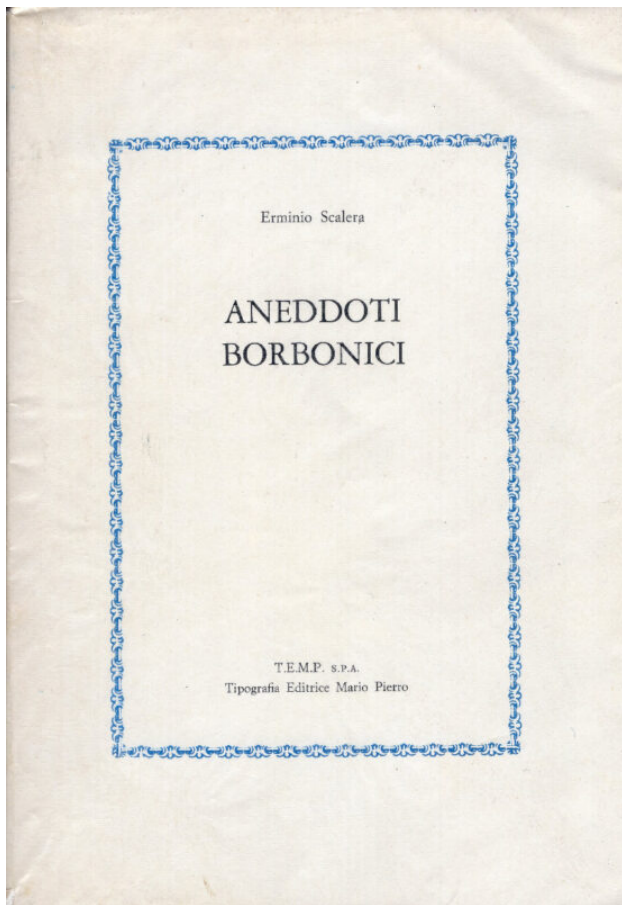 Erminio Scalera
ANEDDOTI
BORBONICI
T.E.M.P. S.P.A.
Tipografia Editrice Mario Pierro